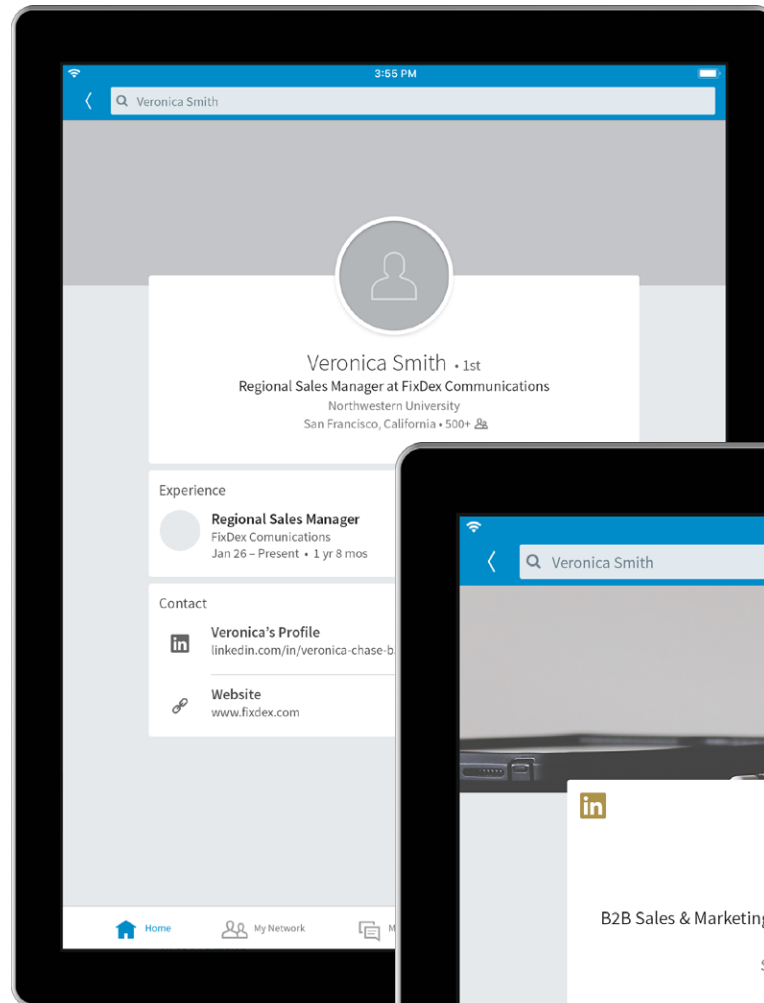 3:55 PM
Veronica Smith
Veronica Smith • 1st
Regional Sales Manager at FixDex Communications
Northwestern University
San Francisco, California • 500+
Experience
Regional Sales Manager
FixDex Comunications
Jan 26 – Present • 1 yr 8 mos
Contact
in
Veronica's Profile
linkedin.com/in/veronica-chase-b
Website
www.fixdex.com
Home
My Network
M
Veronica Smith
in
B2B Sales & Marketing
S